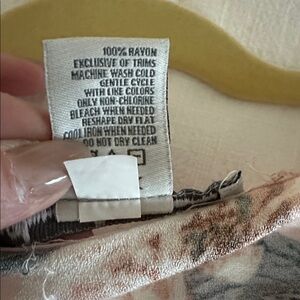 100% RAYON
EXCLUSIVE OF TRIMS
MACHINE WASH COLD
GENTLE CYCLE
WITH LIKE COLORS
ONLY NON-CHLORINE
BLEACH WHEN NEEDED
RESHAPE DRY FLAT
COOL IRON WHEN NEEDED
DO NOT DRY CLEAN